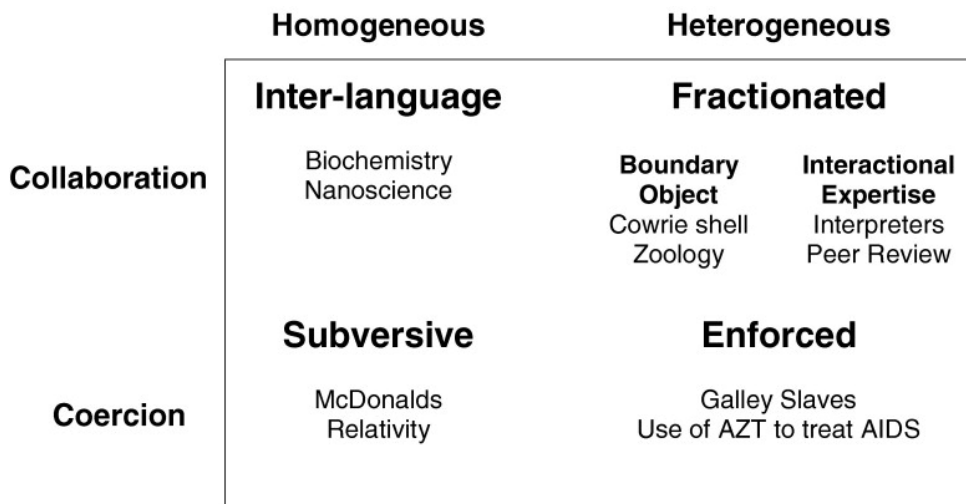 Homogeneous Heterogeneous
Inter-language Fractionated
Collaboration
Biochemistry
Nanoscience
Boundary
Object
Cowrie shell
Zoology
Interactional
Expertise
Interpreters
Peer Review
Subversive Enforced
Coercion
McDonalds
Relativity
Galley Slaves
Use of AZT to treat AIDS